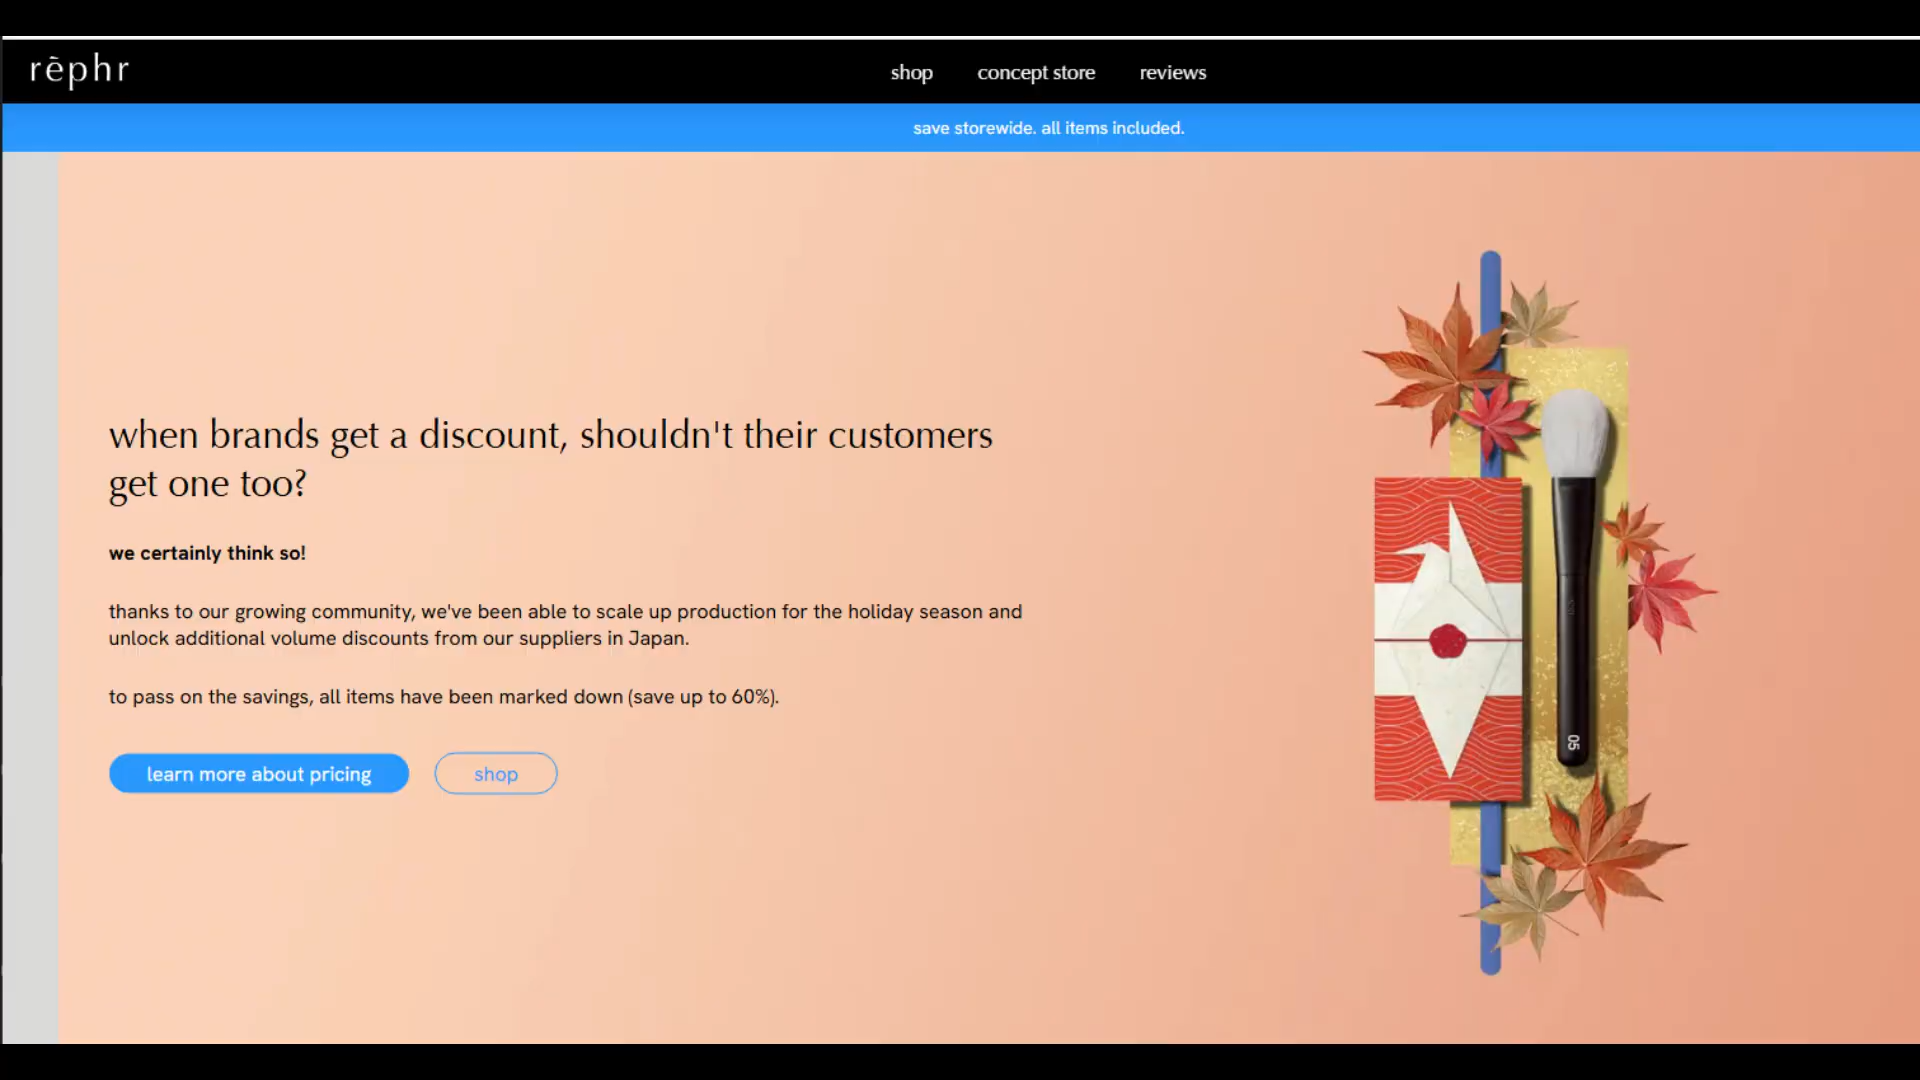 rēphr
shop
concept store
reviews
save storewide. all items included.
when brands get a discount, shouldn't their customers
get one too?
we certainly think so!
thanks to our growing community, we've been able to scale up production for the holiday season and
unlock additional volume discounts from our suppliers in Japan.
to pass on the savings, all items have been marked down (save up to 60%).
learn more about pricing
shop
05